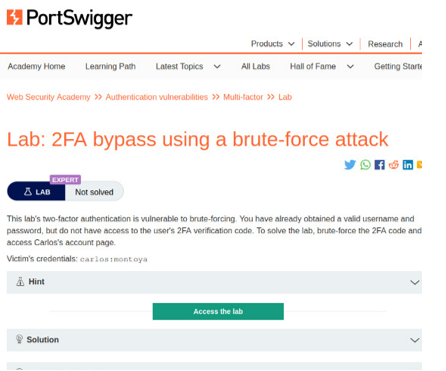 PortSwigger
Products Solutions Research
Academy Home Learning Path Latest Topics All Labs Hall of Fame Getting Starte
Web Security Academy >> Authentication vulnerabilities >> Multi-factor >> Lab
Lab: 2FA bypass using a brute-force attack
EXPERT
LAB Not solved
This lab's two-factor authentication is vulnerable to brute-forcing. You have already obtained a valid username and
password, but do not have access to the user's 2FA verification code. To solve the lab, brute-force the 2FA code and
access Carlos's account page.
Victim's credentials: carlos:montoya
Hint
Access the lab
Solution